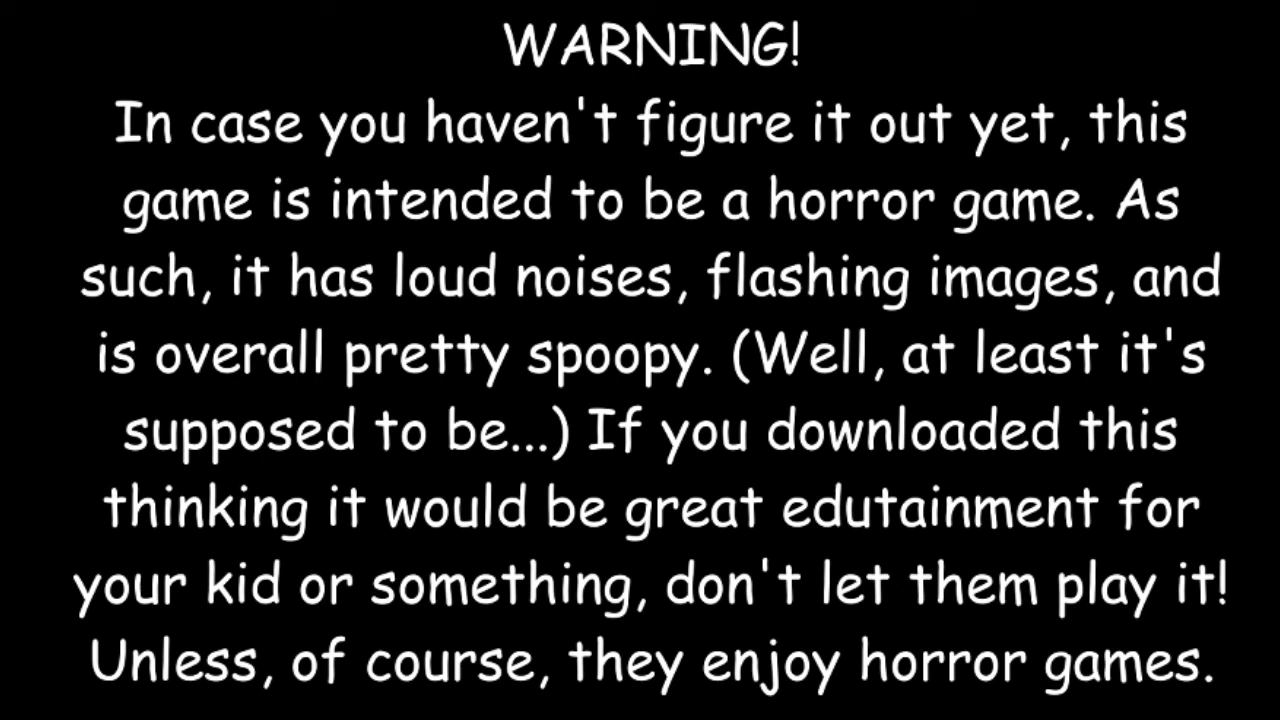 WARNING!
In case you haven't figure it out yet, this
game is intended to be a horror game. As
such, it has loud noises, flashing images, and
is overall pretty spoopy. (Well, at least it's
supposed to be...) If you downloaded this
thinking it would be great edutainment for
your kid or something, don't let them play it!
Unless, of course, they enjoy horror games.